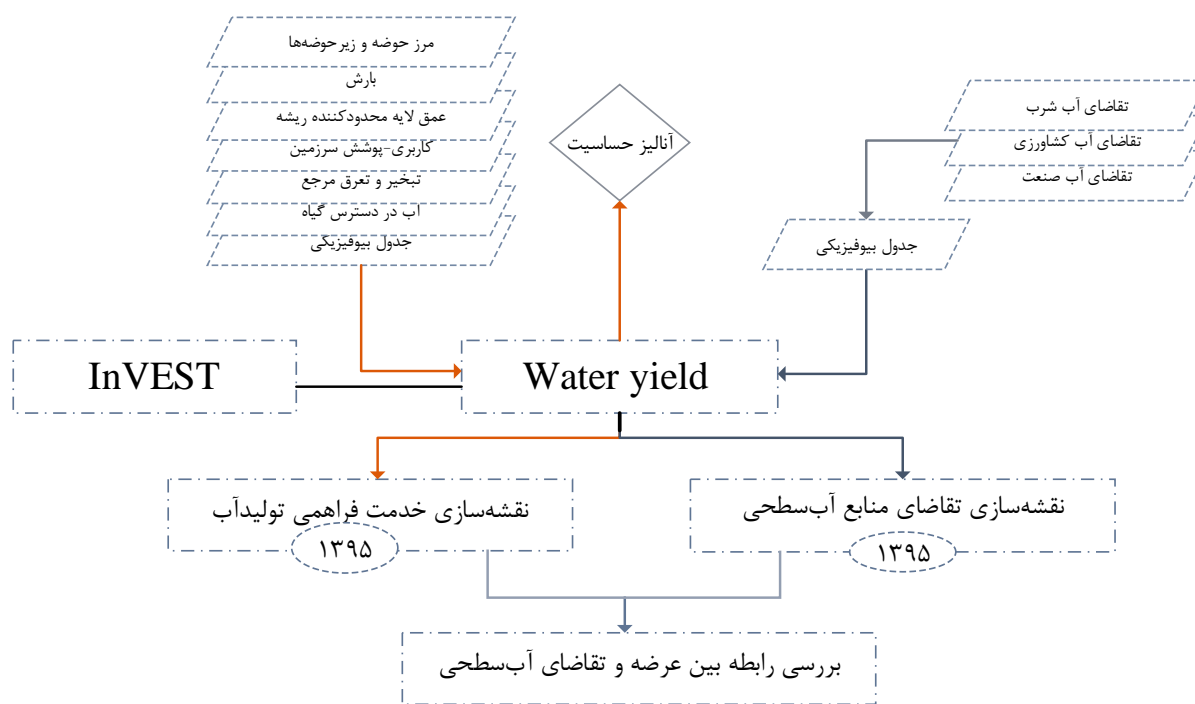 مرز حوضه و زیرحوضه‌ها
بارش
عمق لایه محدودکننده ریشه
کاربری-پوشش سرزمین
تبخیر و تعرق مرجع
اب در دسترس گیاه
جدول بیوفیزیکی
آنالیز حساسیت
تقاضای آب شرب
تقاضای آب کشاورزی
تقاضای آب صنعت
جدول بیوفیزیکی
InVEST
Water yield
نقشه‌سازی خدمت فراهمی تولیدآب
۱۳۹۵
نقشه‌سازی تقاضای منابع آب‌سطحی
۱۳۹۵
بررسی رابطه بین عرضه و تقاضای آب‌سطحی